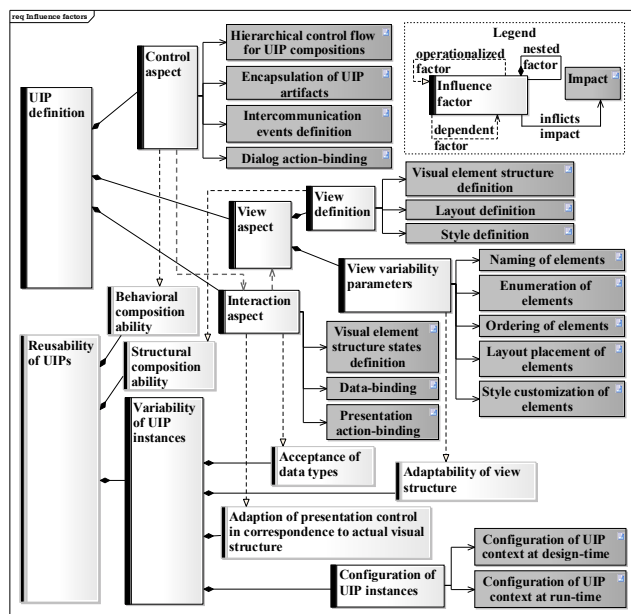 req Influence factors
Control
aspect
Hierarchical control flow
for UIP compositions
Encapsulation of UIP
artifacts
Intercommunication
events definition
Dialog action-binding
Legend
operationalized
factor
nested
factor
Influence
factor
Impact
dependent
factor
inflicts
impact
UIP
definition
View
aspect
View
definition
Visual element structure
definition
Layout definition
Style definition
View variability
parameters
Naming of elements
Enumeration
of elements
Ordering of elements
Layout placement of
elements
Style customization of
elements
Behavioral
composition
ability
Interaction
aspect
Visual element
structure states
definition
Data-binding
Presentation
action-binding
Reusability
of UIPs
Structural
composition
ability
Variability
of UIP
instances
Acceptance of
data types
Adaptability of view
structure
Adaption of presentation control
in correspondence to actual visual
structure
Configuration of
UIP instances
Configuration of UIP
context at design-time
Configuration of UIP
context at run-time